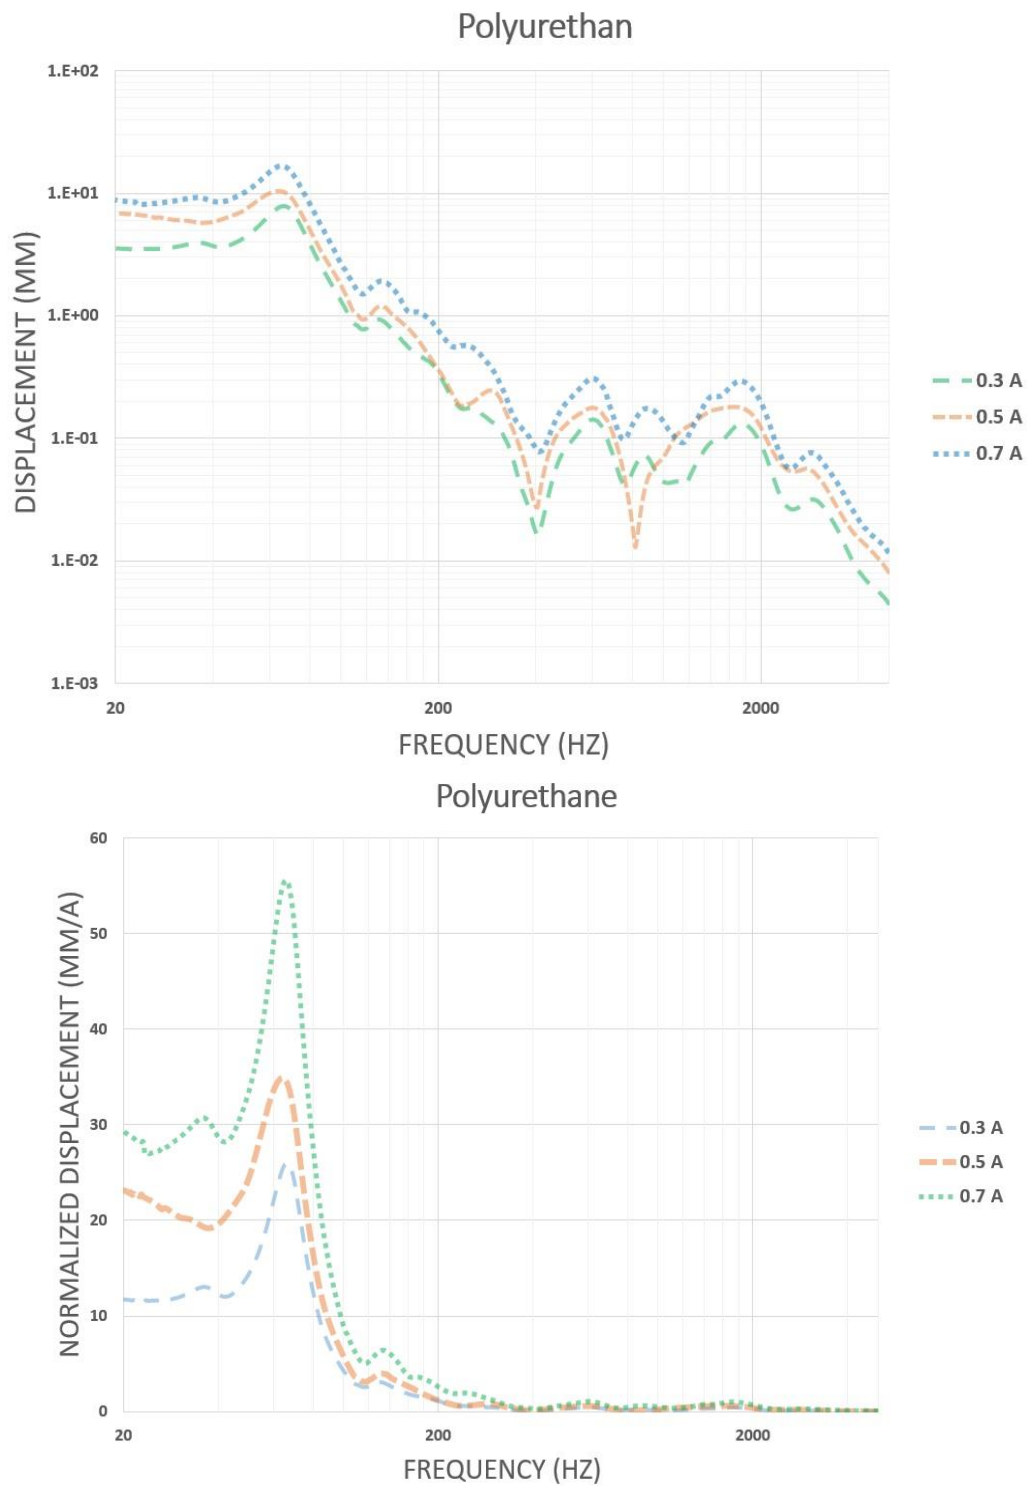 Polyurethan
1.E+02
1.E+01
1.E+00
1.E-01
1.E-02
1.E-03
DISPLACEMENT (MM)
20
200
2000
FREQUENCY (HZ)
0.3 A
0.5 A
0.7 A
Polyurethane
60
50
40
30
20
10
0
NORMALIZED DISPLACEMENT (MM/A)
20
200
2000
FREQUENCY (HZ)
0.3 A
0.5 A
0.7 A